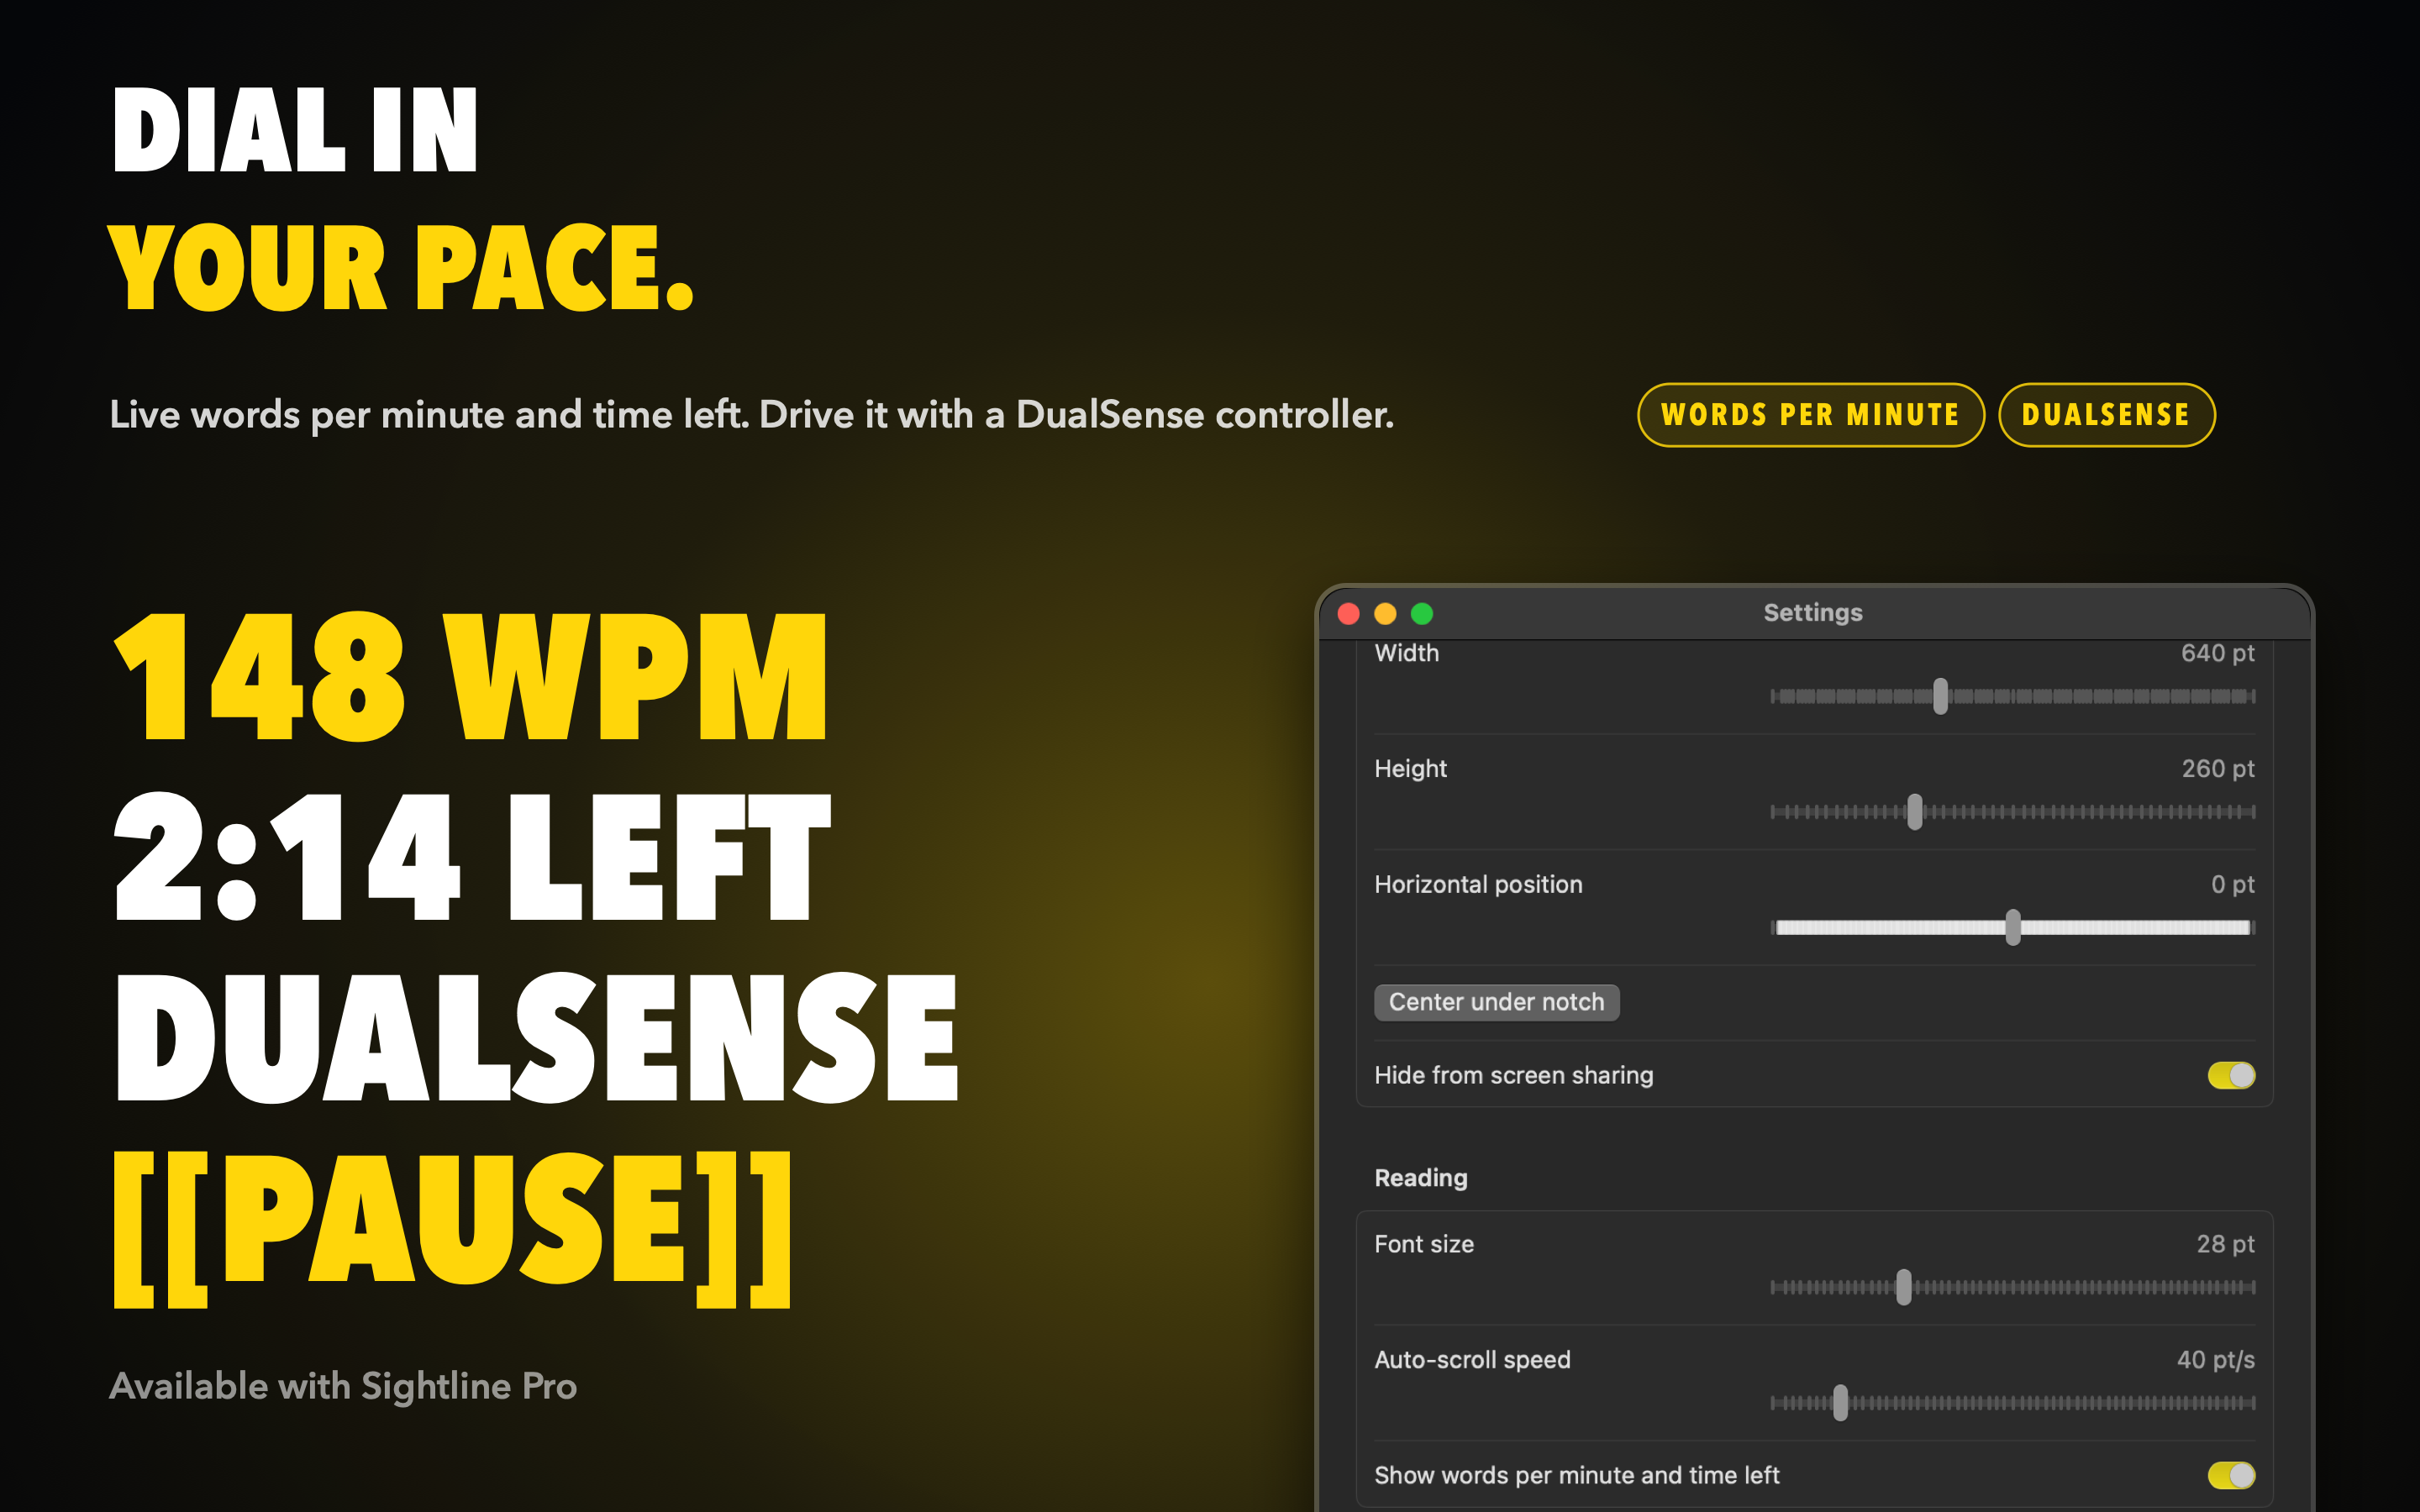 DIAL IN
YOUR PACE.
Live words per minute and time left. Drive it with a DualSense controller.
WORDS PER MINUTE
DUALSENSE
148 WPM
2:14 LEFT
DUALSENSE
[[PAUSE]]
Available with Sightline Pro
Settings
Width 640 pt
Height 260 pt
Horizontal position 0 pt
Center under notch
Hide from screen sharing
Reading
Font size 28 pt
Auto-scroll speed 40 pt/s
Show words per minute and time left